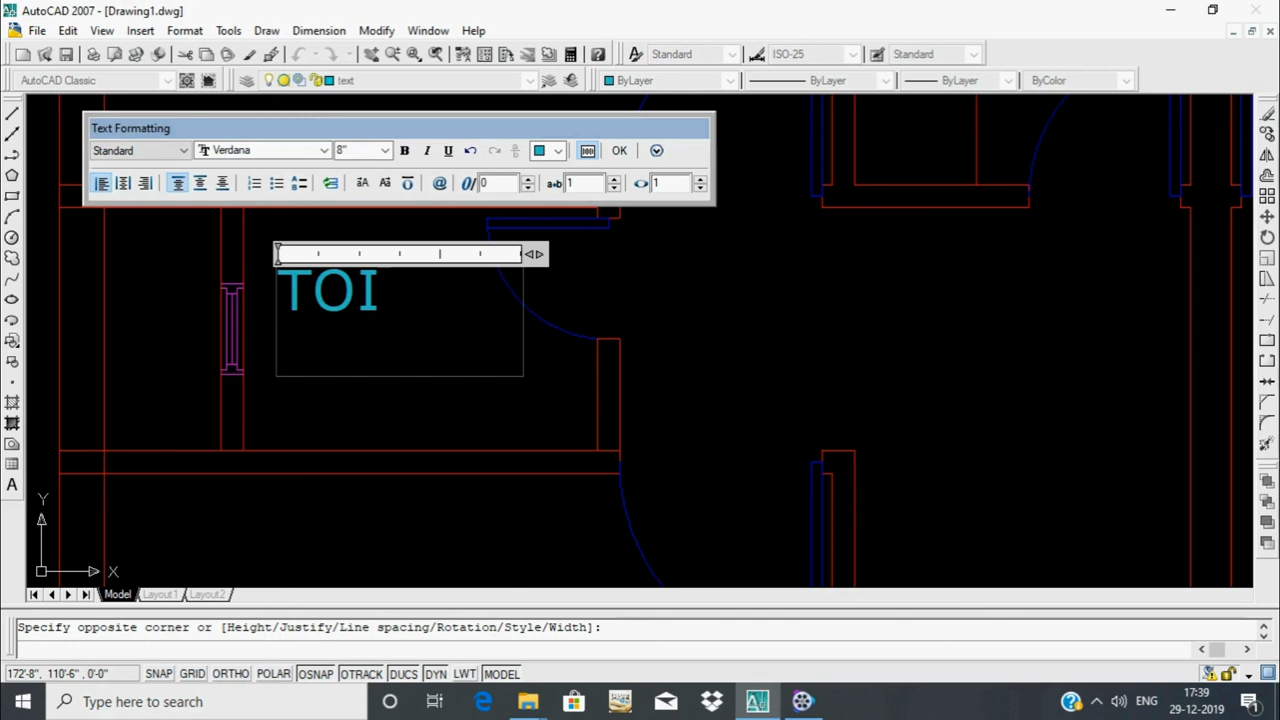 AutoCAD 2007 - [Drawing1.dwg]
File Edit View Insert Format Tools Draw Dimension Modify Window Help
Standard ISO-25 Standard
AutoCAD Classic text ByLayer ByLayer ByLayer ByColor
Text Formatting
Standard Verdana 8" B I U OK
@ 0/ 0 a•b 1 1
TOI
A
Y
X
Model Layout1 Layout2
Specify opposite corner or [Height/Justify/Line spacing/Rotation/Style/Width]:
172'-8", 110'-6", 0'-0" SNAP GRID ORTHO POLAR OSNAP OTRACK DUCS DYN LWT MODEL
Type here to search ENG 17:39
29-12-2019